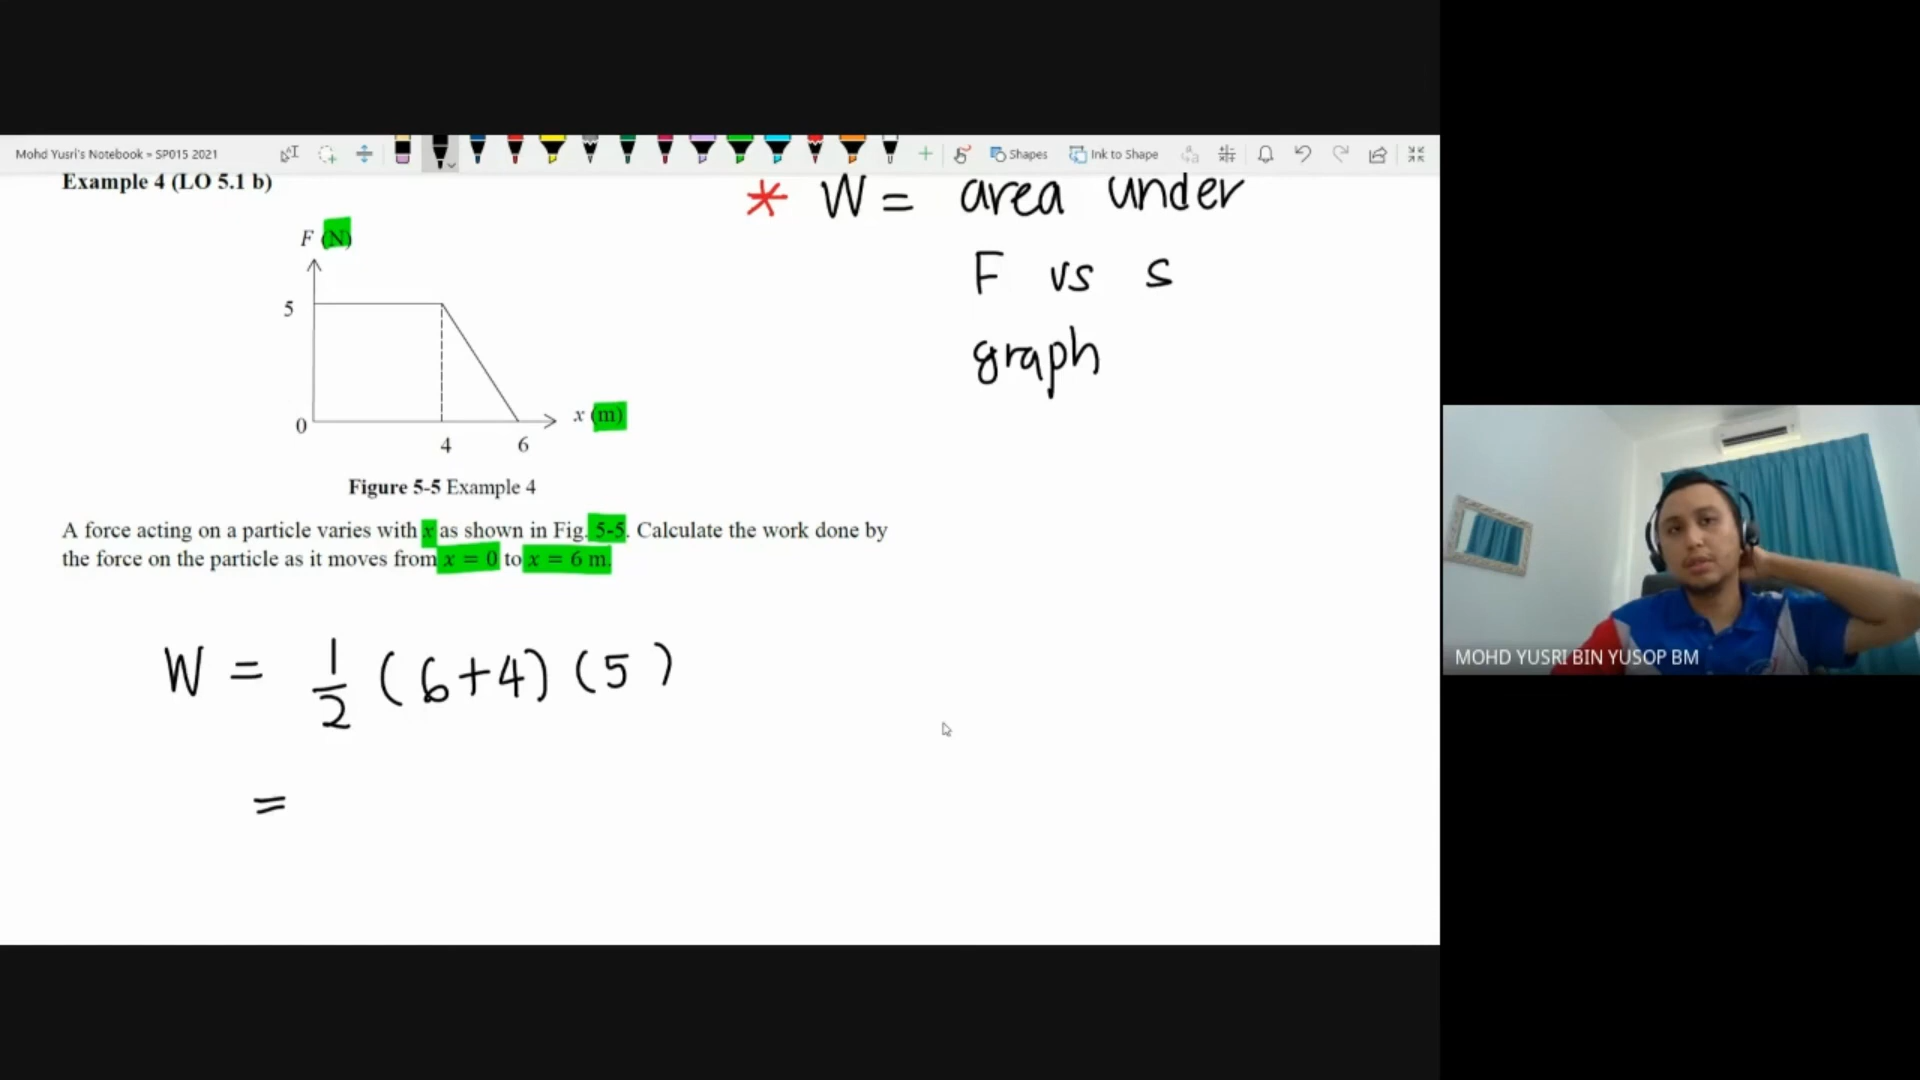 Mohd Yusri's Notebook » SP015 2021
Shapes
Ink to Shape
Example 4 (LO 5.1 b)
* W = area under
F vs s
graph
F (N)
5
0
4
6
x (m)
Figure 5-5 Example 4
A force acting on a particle varies with x as shown in Fig. 5-5. Calculate the work done by
the force on the particle as it moves from x = 0 to x = 6 m.
W = 1/2 (6+4) (5)
=
MOHD YUSRI BIN YUSOP BM